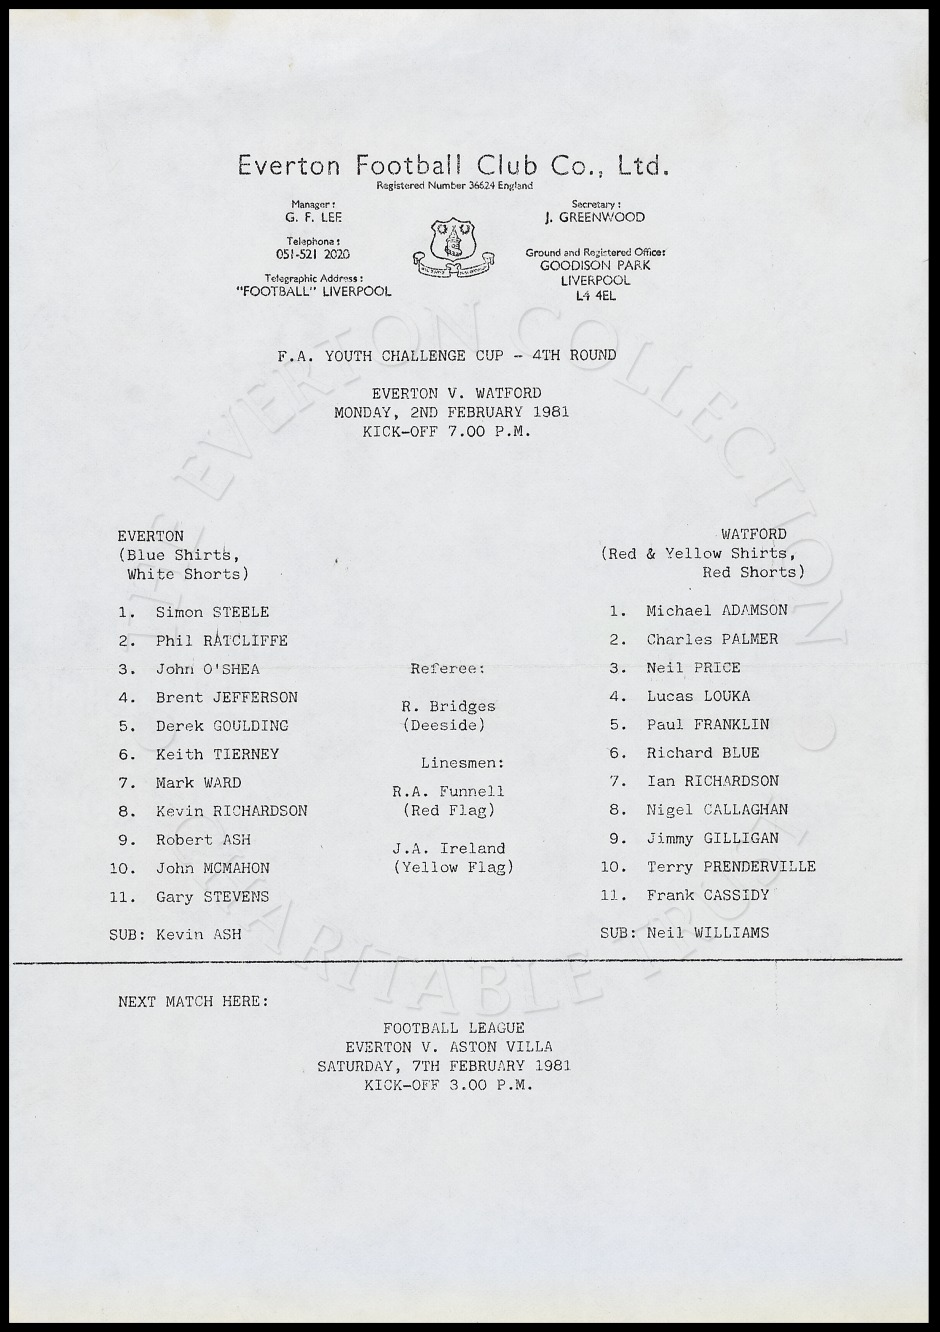 Everton Football Club Co., Ltd.
Registered Number 36624 England
Manager:
G. F. LEE
Telephone:
051-521 2020
Telegraphic Address:
"FOOTBALL" LIVERPOOL
Secretary:
J. GREENWOOD
Ground and Registered Office:
GOODISON PARK
LIVERPOOL
L4 4EL
THE EVERTON COLLECTION
CHARITABLE TRUST
F.A. YOUTH CHALLENGE CUP - 4TH ROUND
EVERTON V. WATFORD
MONDAY, 2ND FEBRUARY 1981
KICK-OFF 7.00 P.M.
EVERTON
(Blue Shirts,
White Shorts)
1. Simon STEELE
2. Phil RATCLIFFE
3. John O'SHEA
4. Brent JEFFERSON
5. Derek GOULDING
6. Keith TIERNEY
7. Mark WARD
8. Kevin RICHARDSON
9. Robert ASH
10. John MCMAHON
11. Gary STEVENS
SUB: Kevin ASH
Referee:
R. Bridges
(Deeside)
Linesmen:
R.A. Funnell
(Red Flag)
J.A. Ireland
(Yellow Flag)
WATFORD
(Red & Yellow Shirts,
Red Shorts)
1. Michael ADAMSON
2. Charles PALMER
3. Neil PRICE
4. Lucas LOUKA
5. Paul FRANKLIN
6. Richard BLUE
7. Ian RICHARDSON
8. Nigel CALLAGHAN
9. Jimmy GILLIGAN
10. Terry PRENDERVILLE
11. Frank CASSIDY
SUB: Neil WILLIAMS
NEXT MATCH HERE:
FOOTBALL LEAGUE
EVERTON V. ASTON VILLA
SATURDAY, 7TH FEBRUARY 1981
KICK-OFF 3.00 P.M.